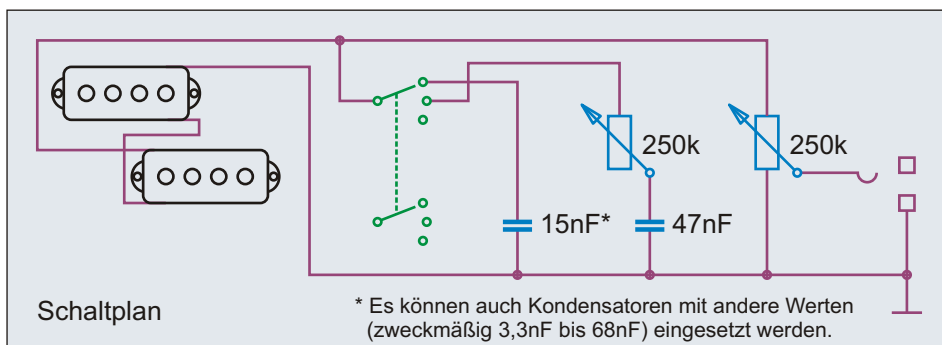 250k
250k
15nF*
47nF
Schaltplan
* Es können auch Kondensatoren mit andere Werten
(zweckmäßig 3,3nF bis 68nF) eingesetzt werden.